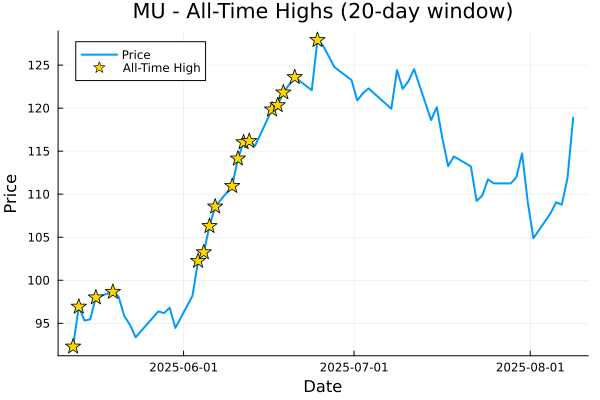 MU - All-Time Highs (20-day window)
Price
All-Time High
125
120
115
110
105
100
95
Price
2025-06-01
2025-07-01
2025-08-01
Date